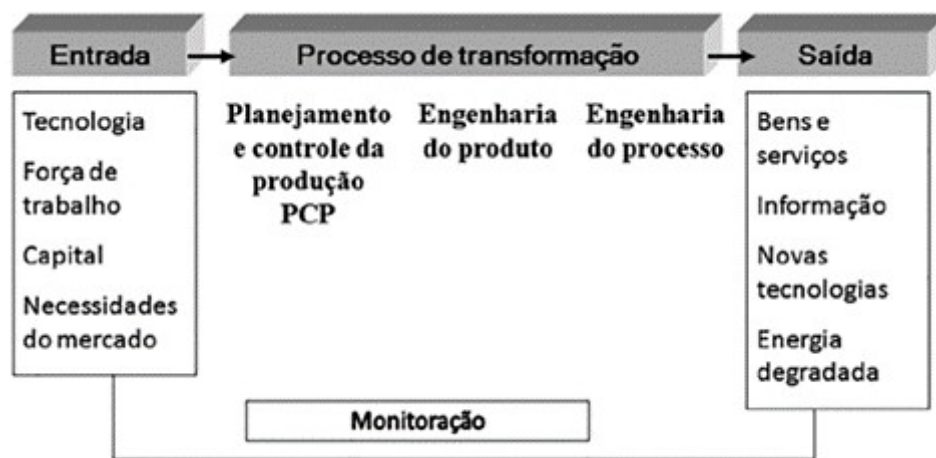 Entrada
Processo de transformação
Saída
Tecnologia
Força de
trabalho
Capital
Necessidades
do mercado
Planejamento
e controle da
produção
PCP
Engenharia
do produto
Engenharia
do processo
Bens e
serviços
Informação
Novas
tecnologias
Energia
degradada
Monitoração